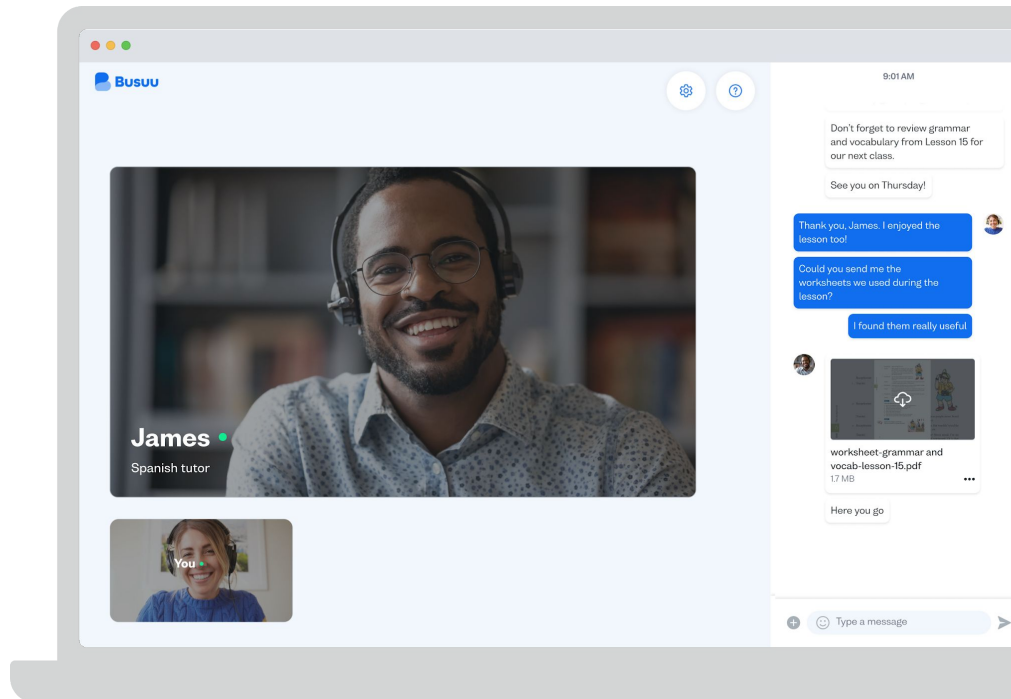 Busuu
James
Spanish tutor
You
9:01 AM
Don't forget to review grammar
and vocabulary from Lesson 15 for
our next class.
See you on Thursday!
Thank you, James. I enjoyed the
lesson too!
Could you send me the
worksheets we used during the
lesson?
I found them really useful
worksheet-grammar and
vocab-lesson-15.pdf
1.7 MB
Here you go
Type a message